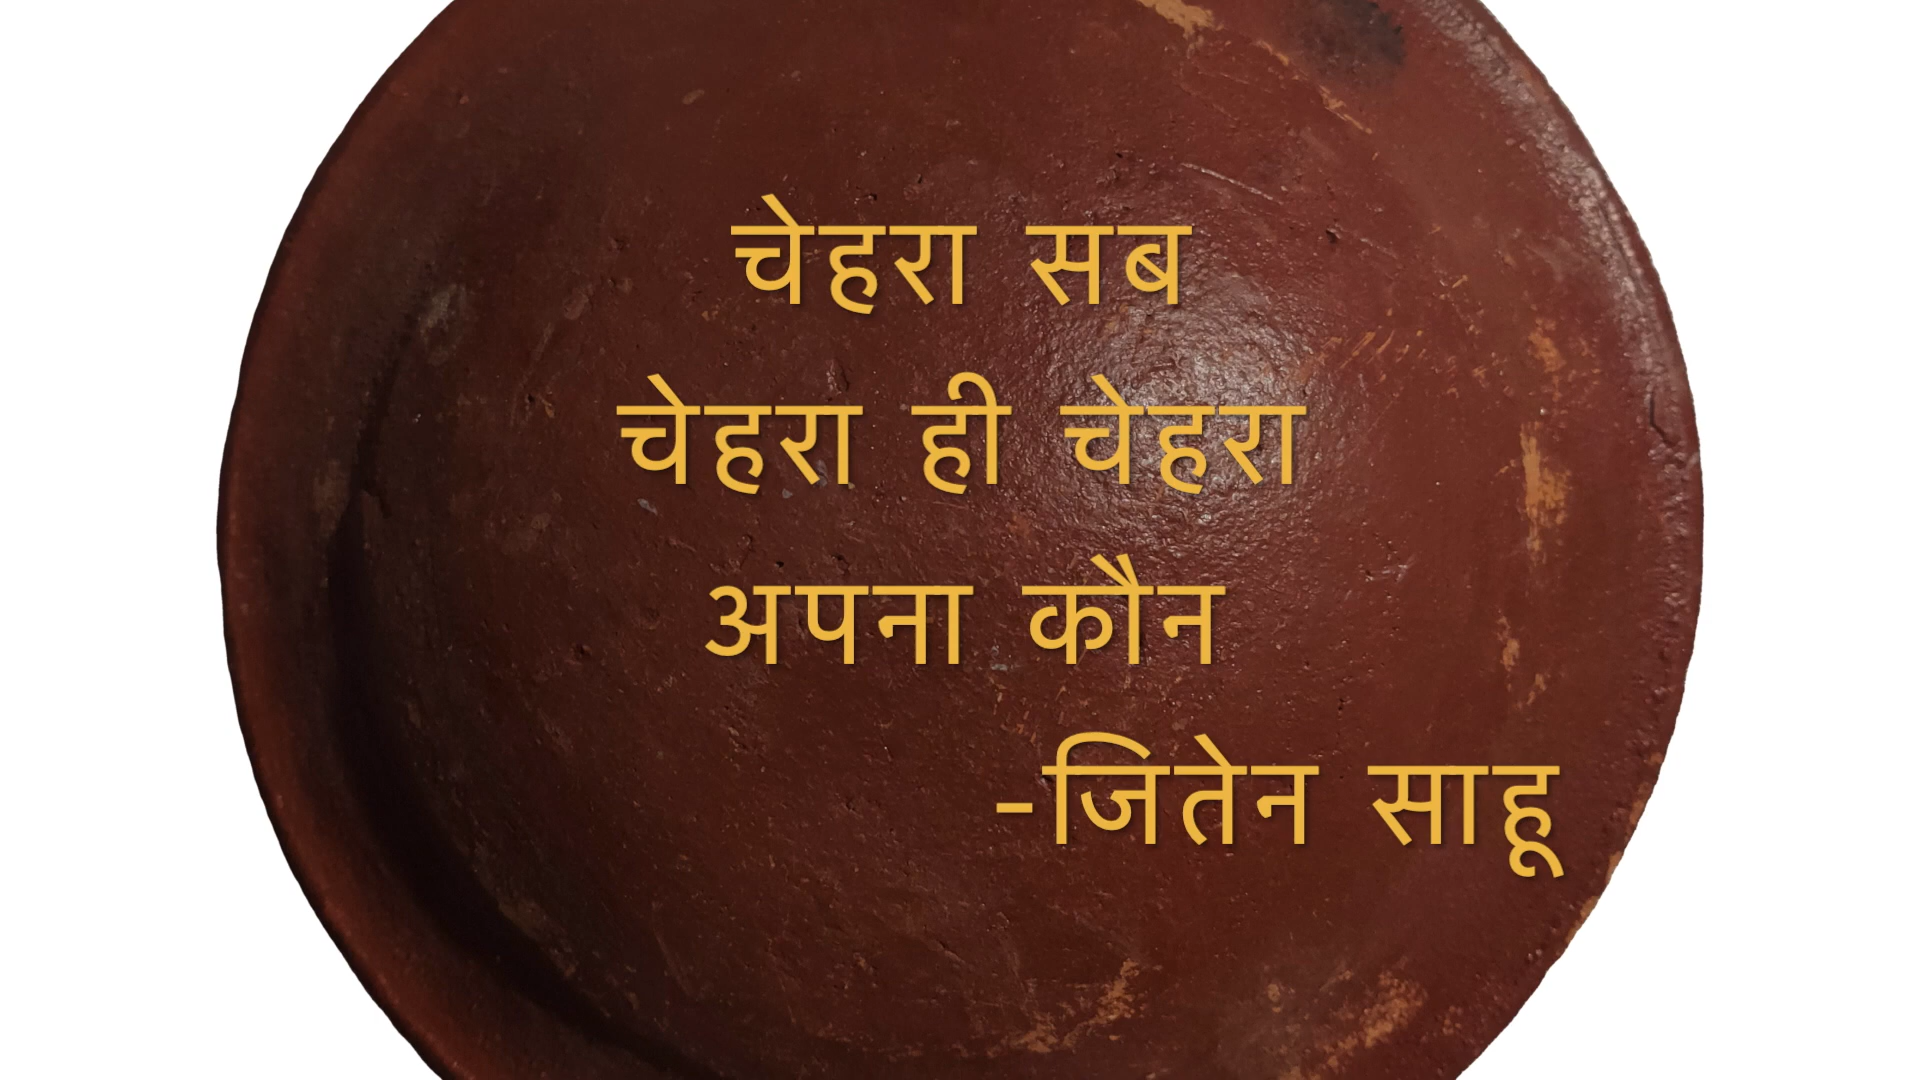 चेहरा सब
चेहरा ही चेहरा
अपना कौन
-जितेन साहू